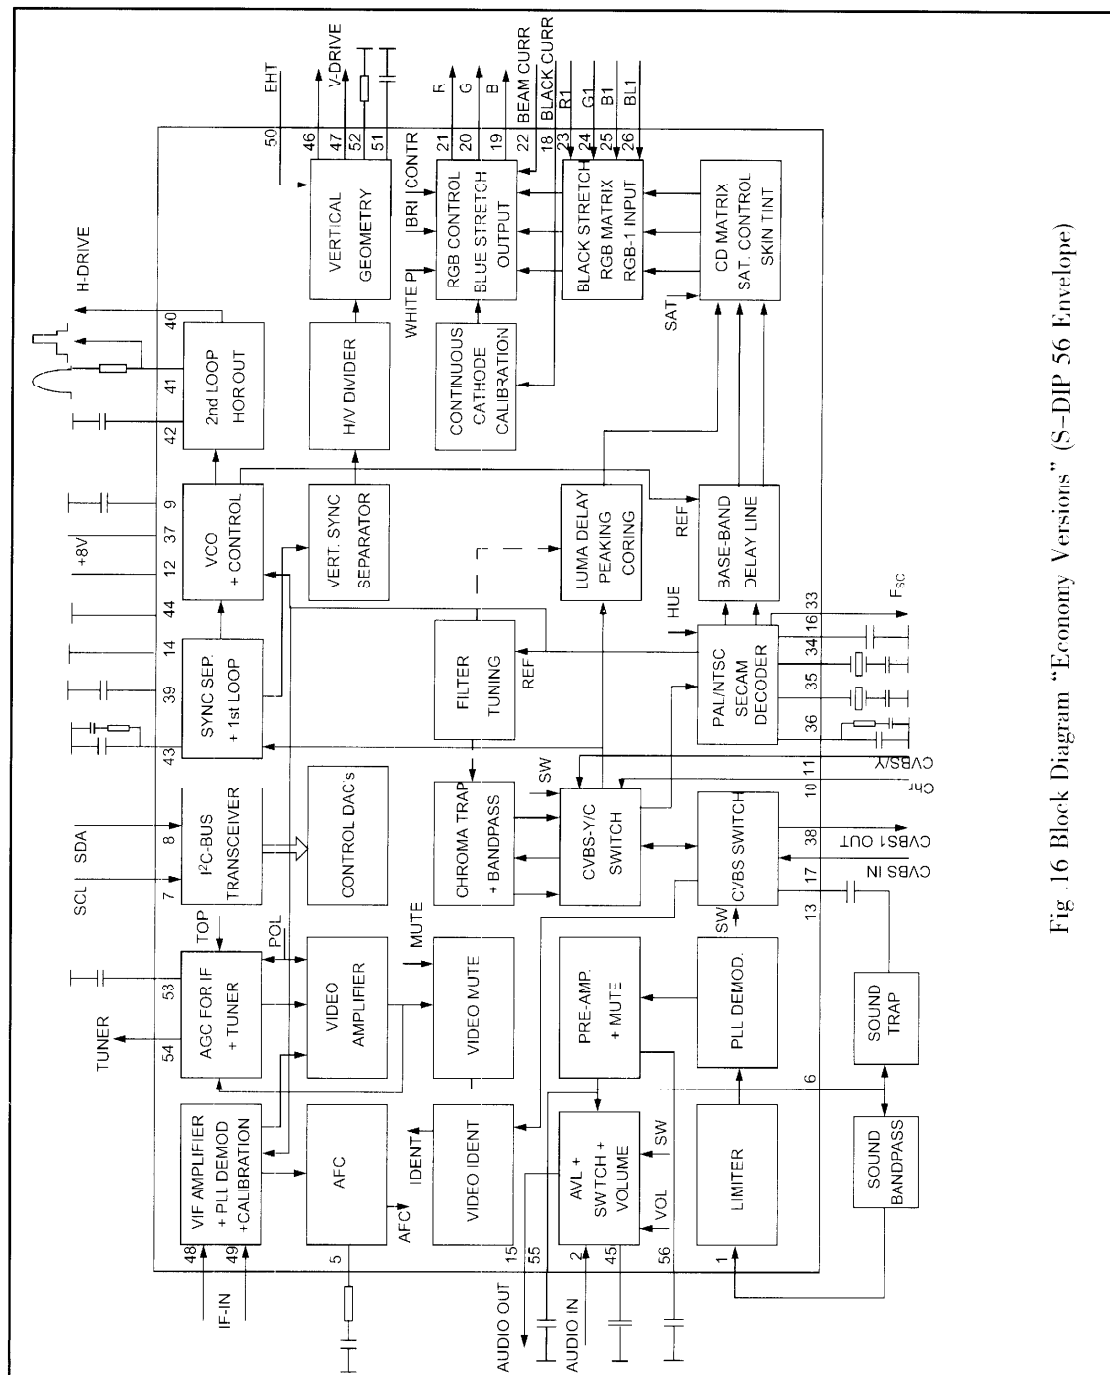 EHT
50
V-DRIVE
46
47
52
51
R
G
B
21
20
19
BEAM CURR
22
BLACK CURR
18
R1
23
G1
24
B1
25
BL1
26
H-DRIVE
40
41
42
2nd LOOP
HOR OUT
VERTICAL
GEOMETRY
H/V DIVIDER
WHITE P
BRI
CONTR
RGB CONTROL
BLUE STRETCH
OUTPUT
CONTINUOUS
CATHODE
CALIBRATION
BLACK STRETCH
RGB MATRIX
RGB-1 INPUT
CD MATRIX
SAT. CONTROL
SKIN TINT
SAT
9
37
+8V
12
44
14
39
43
VCO
+ CONTROL
SYNC SEP.
+ 1st LOOP
VERT. SYNC
SEPARATOR
FILTER
TUNING
REF
LUMA DELAY
PEAKING
CORING
REF
BASE-BAND
DELAY LINE
HUE
PAL/NTSC
SECAM
DECODER
33
FSC
16
34
35
36
SDA
8
SCL
7
I²C-BUS
TRANSCEIVER
CONTROL DAC's
CHROMA TRAP
+ BANDPASS
SW
CVBS-Y/C
SWITCH
CVBS SWITCH
SW
11
CVBS/Y
10
Chr
38
CVBS1 OUT
17
CVBS IN
13
53
TUNER
54
TOP
AGC FOR IF
+ TUNER
POL
VIDEO
AMPLIFIER
MUTE
VIDEO MUTE
PRE-AMP.
+ MUTE
PLL DEMOD.
SOUND
TRAP
6
48
49
IF-IN
VIF AMPLIFIER
+ PLL DEMOD
+CALIBRATION
AFC
5
AFC
IDENT
VIDEO IDENT
15
55
AVL +
SWTCH +
VOLUME
SW
VOL
2
45
56
AUDIO OUT
AUDIO IN
LIMITER
1
SOUND
BANDPASS
Fig .16 Block Diagram “Economy Versions” (S–DIP 56 Envelope)